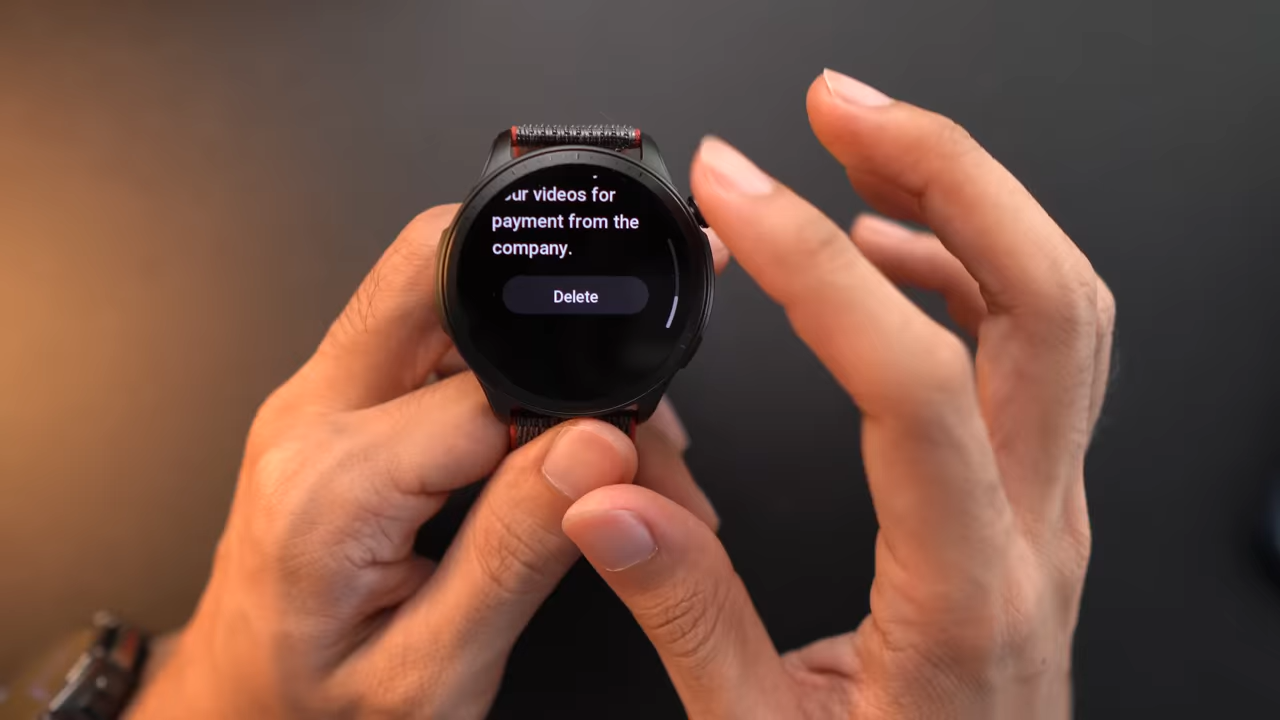 videos for
payment from the
company.
Delete